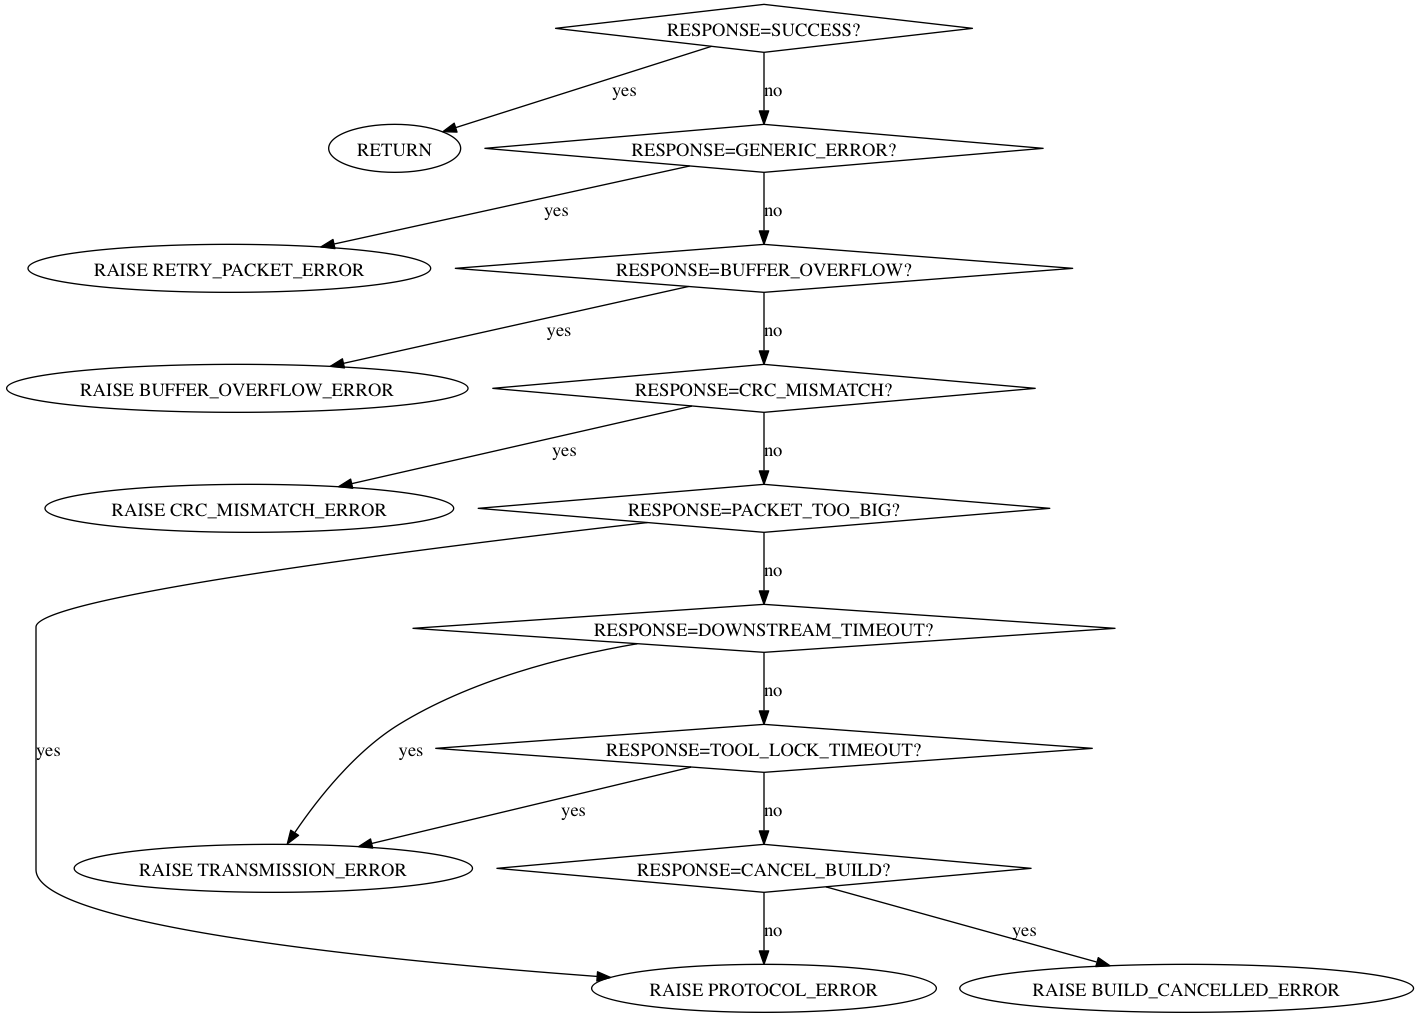 RESPONSE=SUCCESS?
yes
no
RETURN
RESPONSE=GENERIC_ERROR?
yes
no
RAISE RETRY_PACKET_ERROR
RESPONSE=BUFFER_OVERFLOW?
yes
no
RAISE BUFFER_OVERFLOW_ERROR
RESPONSE=CRC_MISMATCH?
yes
no
RAISE CRC_MISMATCH_ERROR
RESPONSE=PACKET_TOO_BIG?
no
RESPONSE=DOWNSTREAM_TIMEOUT?
no
yes
yes
RESPONSE=TOOL_LOCK_TIMEOUT?
yes
no
RAISE TRANSMISSION_ERROR
RESPONSE=CANCEL_BUILD?
no
yes
RAISE PROTOCOL_ERROR
RAISE BUILD_CANCELLED_ERROR